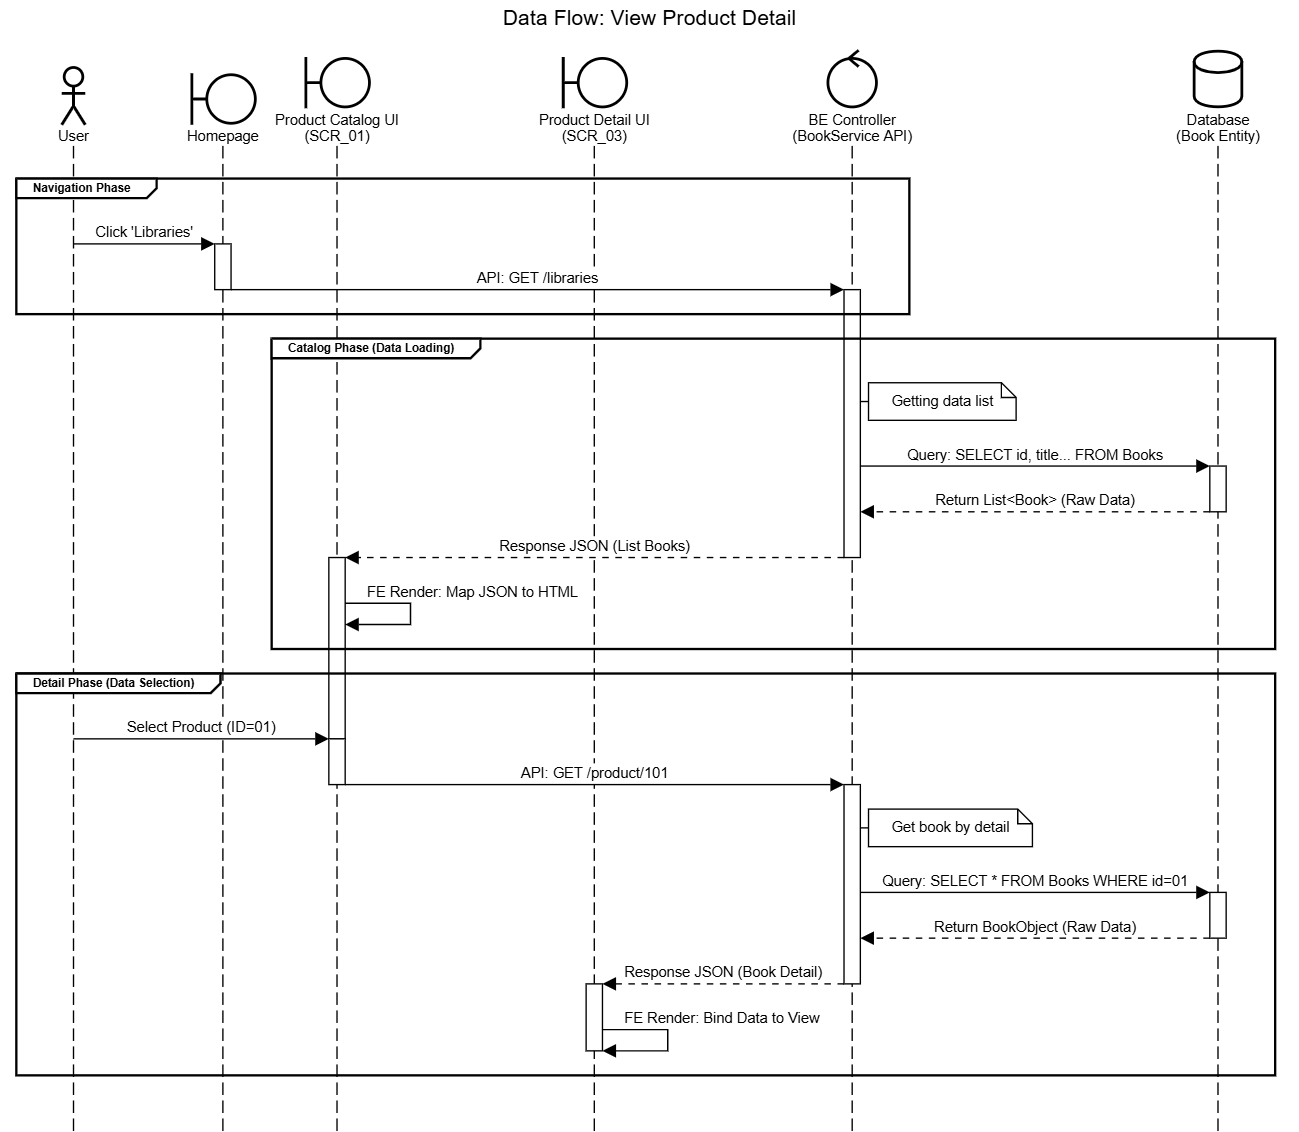 Data Flow: View Product Detail
User
Homepage
Product Catalog UI
(SCR_01)
Product Detail UI
(SCR_03)
BE Controller
(BookService API)
Database
(Book Entity)
Navigation Phase
Click 'Libraries'
API: GET /libraries
Catalog Phase (Data Loading)
Getting data list
Query: SELECT id, title... FROM Books
Return List<Book> (Raw Data)
Response JSON (List Books)
FE Render: Map JSON to HTML
Detail Phase (Data Selection)
Select Product (ID=01)
API: GET /product/101
Get book by detail
Query: SELECT * FROM Books WHERE id=01
Return BookObject (Raw Data)
Response JSON (Book Detail)
FE Render: Bind Data to View